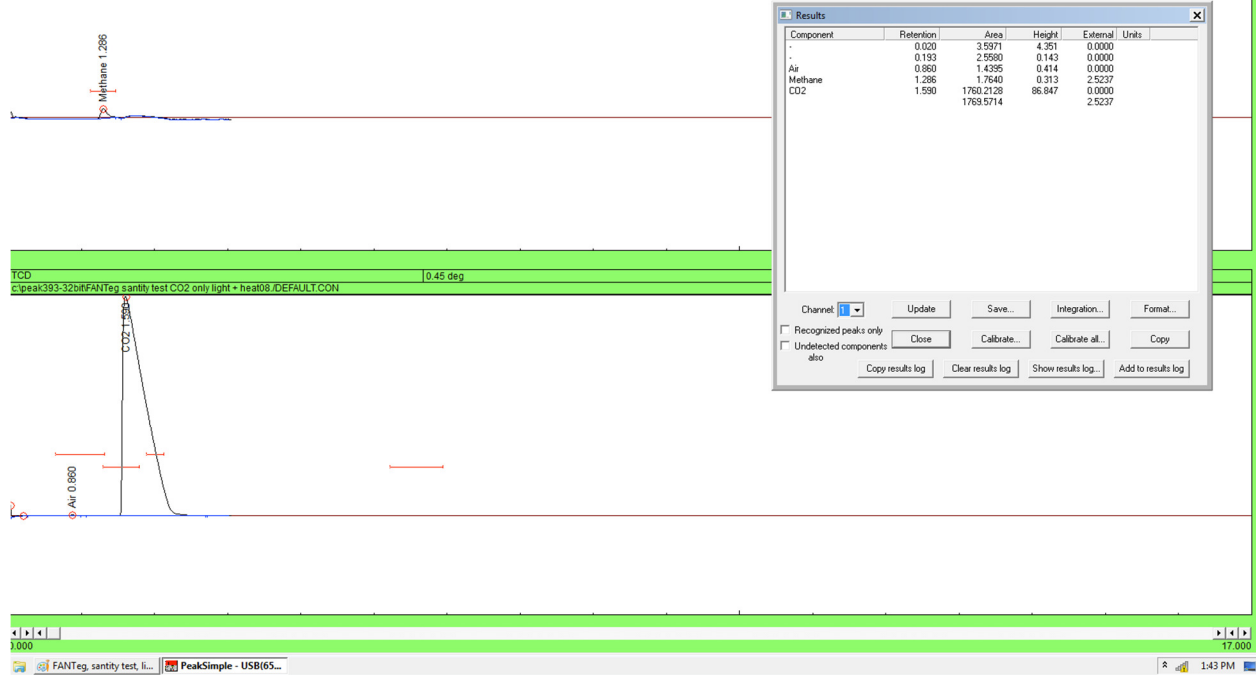 Methane 1.286
Results
Component Retention Area Height External Units
- 0.020 3.5971 4.351 0.0000
- 0.193 2.5580 0.143 0.0000
Air 0.860 1.4395 0.414 0.0000
Methane 1.286 1.7640 0.313 2.5237
CO2 1.590 1760.2128 86.847 0.0000
1769.5714 2.5237
Channel: 1 Update Save... Integration... Format...
Recognized peaks only
Undetected components also
Close Calibrate... Calibrate all... Copy
Copy results log Clear results log Show results log... Add to results log
TCD 0.45 deg
c:\peak393-32bit\FANTeg santity test CO2 only light + heat08./DEFAULT.CON
CO2 1.590
Air 0.860
0.000 17.000
FANTeg, santity test, li... PeakSimple - USB(65... 1:43 PM